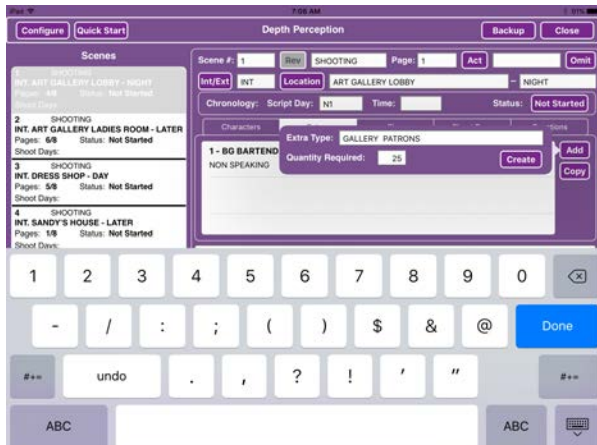 iPad 7:08 AM
Configure Quick Start Depth Perception Backup Close
Scenes
1 SHOOTING
INT. ART GALLERY LOBBY - NIGHT
Pages: 4/8 Status: Not Started
Shoot Days:
2 SHOOTING
INT. ART GALLERY LADIES ROOM - LATER
Pages: 6/8 Status: Not Started
Shoot Days:
3 SHOOTING
INT. DRESS SHOP - DAY
Pages: 5/8 Status: Not Started
Shoot Days:
4 SHOOTING
INT. SANDY'S HOUSE - LATER
Pages: 1/8 Status: Not Started
Shoot Days:
Scene #: 1 Rev SHOOTING Page: 1 Act Omit
Int/Ext INT Location ART GALLERY LOBBY - NIGHT
Chronology: Script Day: N1 Time: Status: Not Started
Characters
Extra Type: GALLERY PATRONS
Quantity Required: 25 Create
1 - BG BARTEND
NON SPEAKING
Add
Copy
1 2 3 4 5 6 7 8 9 0
- / : ; ( ) $ & @ Done
#+= undo . , ? ! ' " #+=
ABC ABC